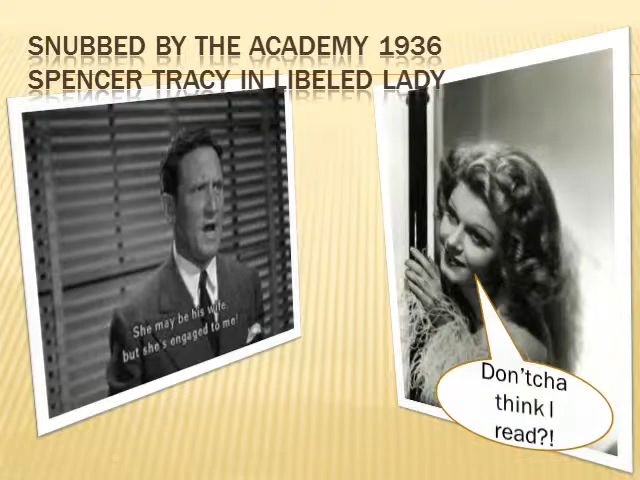 SNUBBED BY THE ACADEMY 1936
SPENCER TRACY IN LIBELED LADY
She may be his wife,
but she's engaged to me!
Don'tcha
think I
read?!